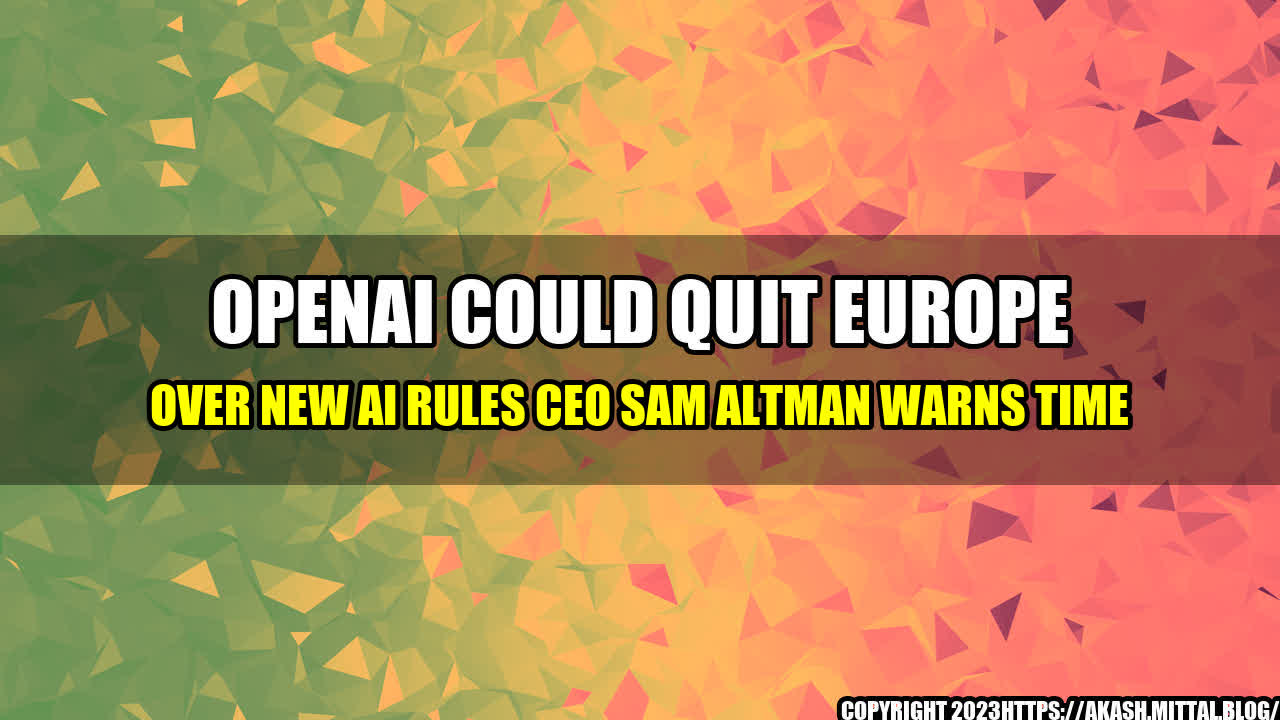 OPENAI COULD QUIT EUROPE
OVER NEW AI RULES CEO SAM ALTMAN WARNS TIME
COPYRIGHT 2023HTTPS://AKASH.MITTAL.BLOG/